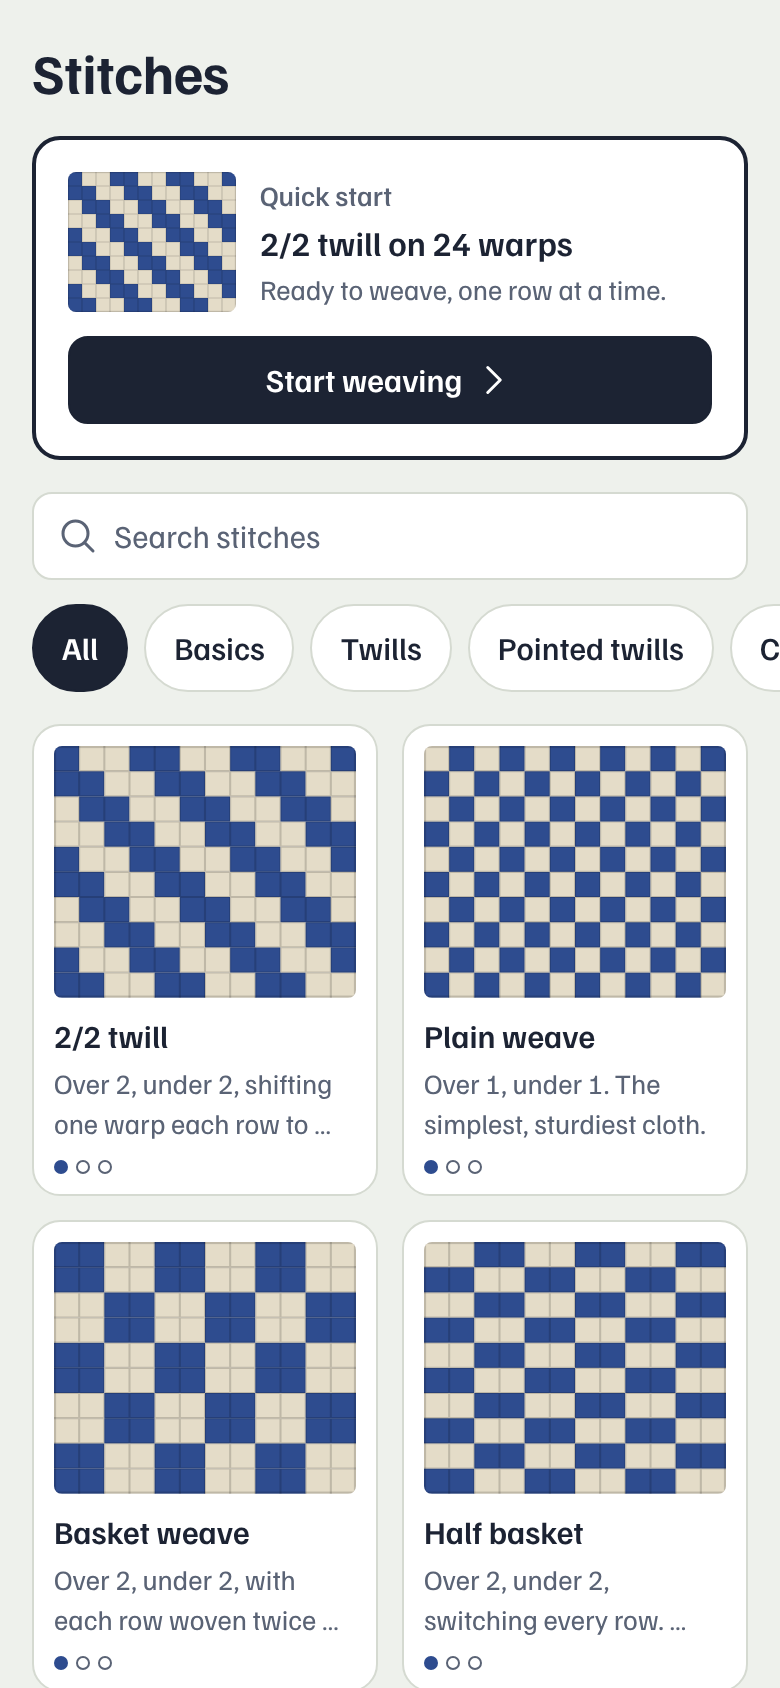 Stitches
Quick start
2/2 twill on 24 warps
Ready to weave, one row at a time.
Start weaving
Search stitches
All
Basics
Twills
Pointed twills
C
2/2 twill
Over 2, under 2, shifting
one warp each row to ...
Plain weave
Over 1, under 1. The
simplest, sturdiest cloth.
Basket weave
Over 2, under 2, with
each row woven twice ...
Half basket
Over 2, under 2,
switching every row. ...